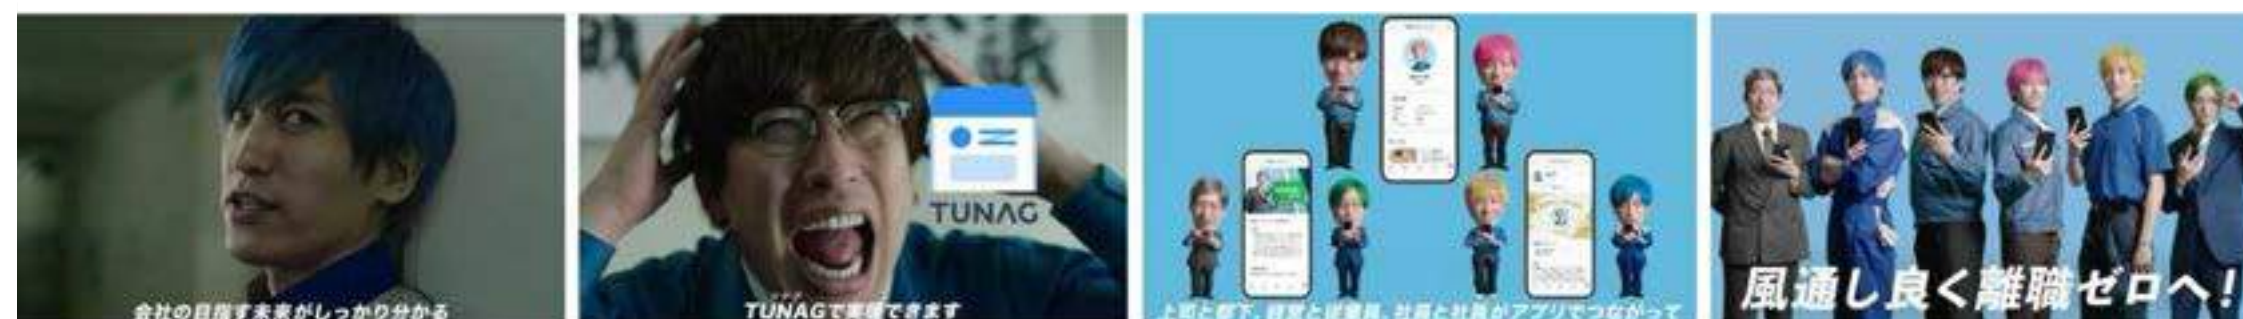 会社の目指す未来がしっかり分かる
TUNAG
TUNAGで実現できます
上司と部下、経営と従業員、社員と社員がアプリでつながって
風通し良く離職ゼロへ!